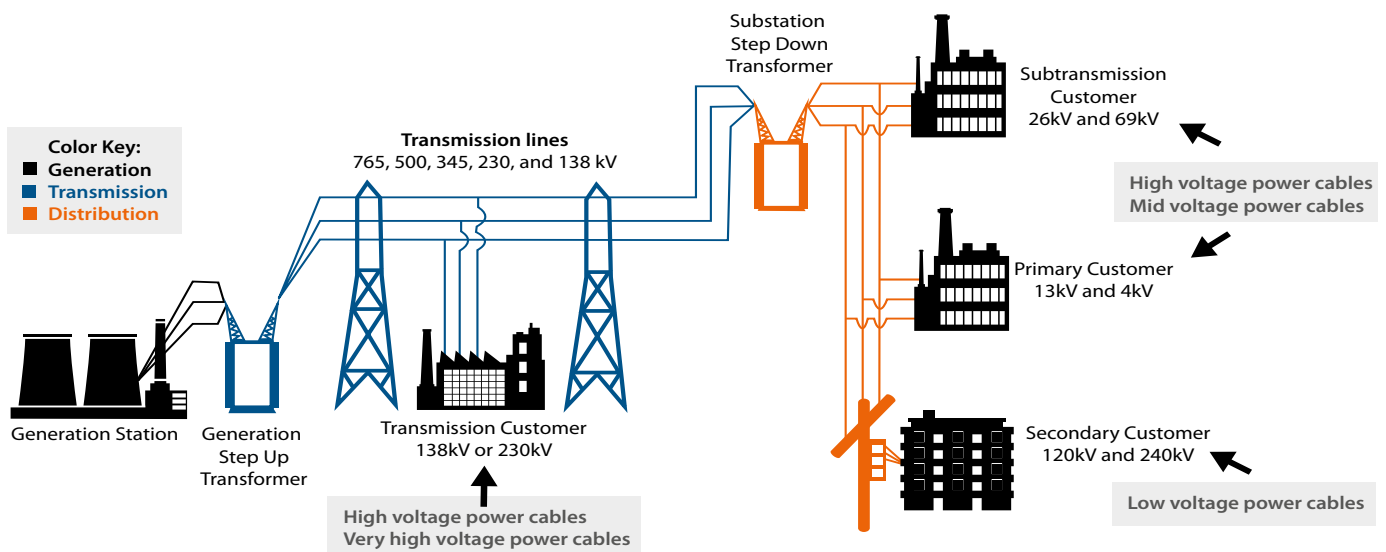 Substation
Step Down
Transformer
Subtransmission
Customer
26kV and 69kV
Transmission lines
765, 500, 345, 230, and 138 kV
Color Key:
Generation
Transmission
Distribution
High voltage power cables
Mid voltage power cables
Primary Customer
13kV and 4kV
Generation Station
Generation
Step Up
Transformer
Transmission Customer
138kV or 230kV
Secondary Customer
120kV and 240kV
High voltage power cables
Very high voltage power cables
Low voltage power cables